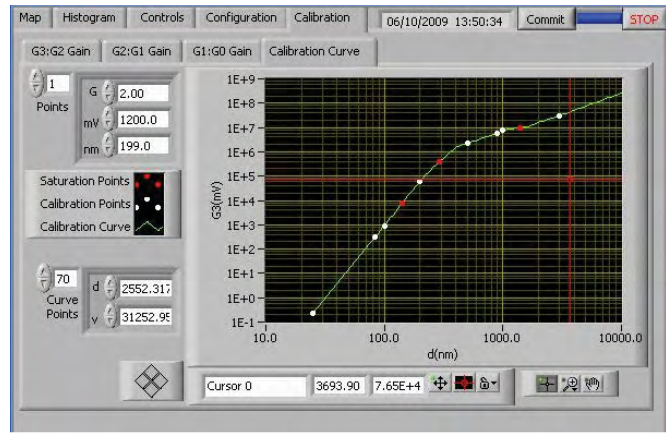 Map Histogram Controls Configuration Calibration 06/10/2009 13:50:34 Commit STOP
G3:G2 Gain G2:G1 Gain G1:G0 Gain Calibration Curve
1
Points
G 2.00
mV 1200.0
nm 199.0
Saturation Points
Calibration Points
Calibration Curve
70
Curve
Points
d 2552.317
v 31252.95
G3(mV)
1E+9
1E+8
1E+7
1E+6
1E+5
1E+4
1E+3
1E+2
1E+1
1E+0
1E-1
10.0 100.0 1000.0 10000.0
d(nm)
Cursor 0 3693.90 7.65E+4